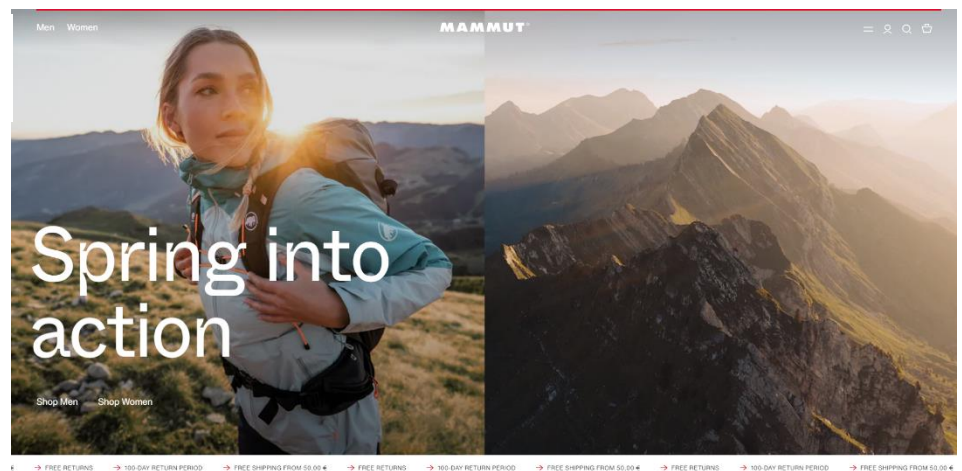 Men Women
MAMMUT
Spring into
action
Shop Men Shop Women
€ → FREE RETURNS → 100-DAY RETURN PERIOD → FREE SHIPPING FROM 50,00 € → FREE RETURNS → 100-DAY RETURN PERIOD → FREE SHIPPING FROM 50,00 € → FREE RETURNS → 100-DAY RETURN PERIOD → FREE SHIPPING FROM 50,00 €